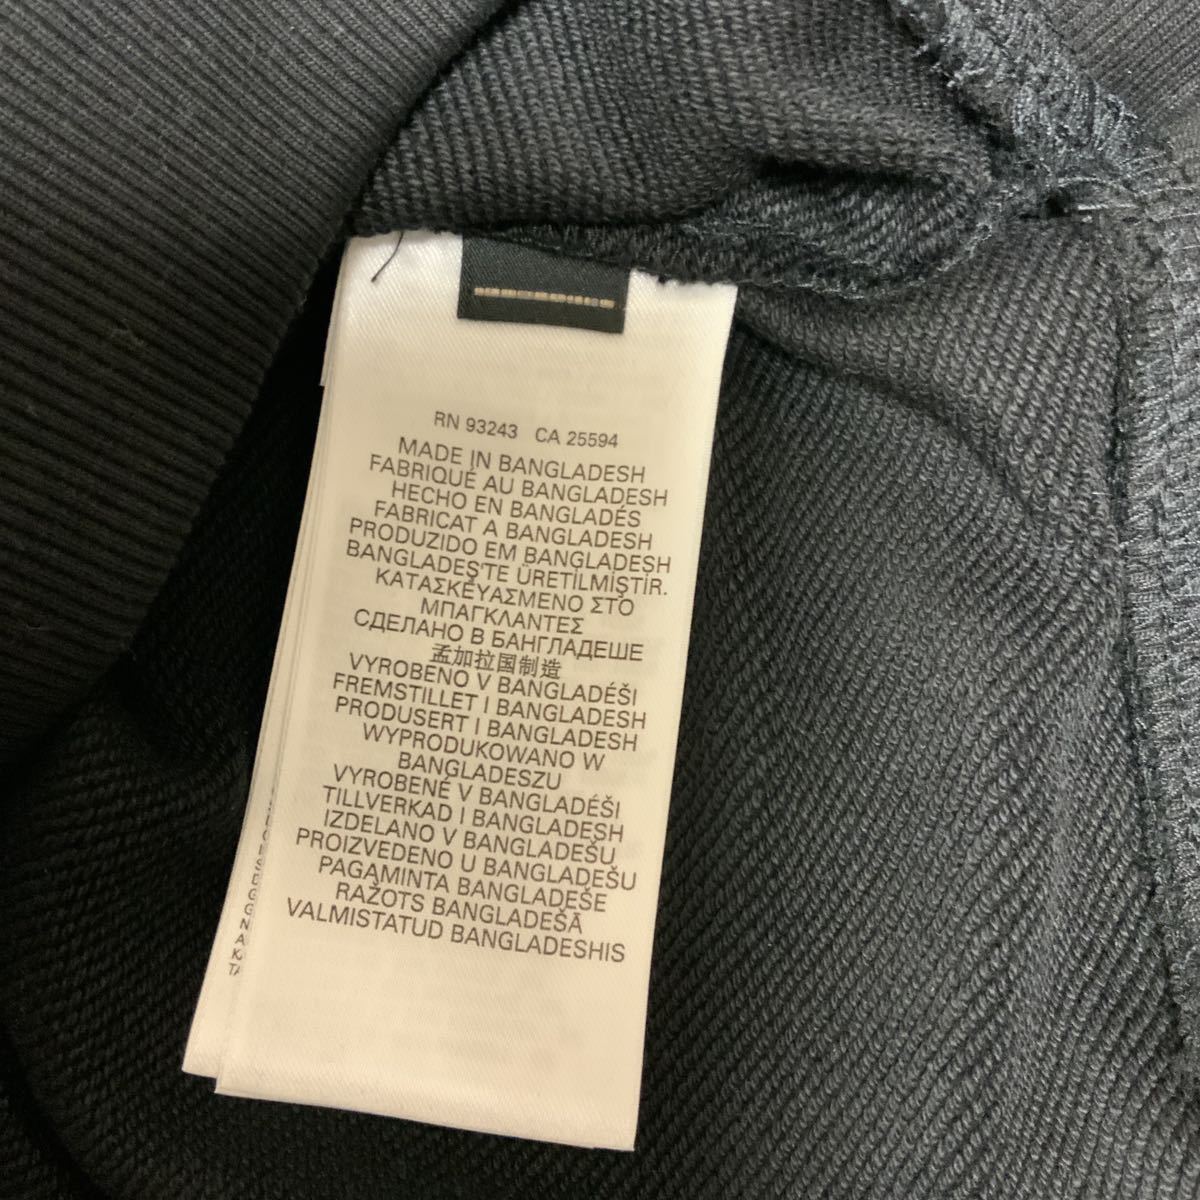 RN 93243 CA 25594
MADE IN BANGLADESH
FABRIQUÉ AU BANGLADESH
HECHO EN BANGLADÉS
FABRICAT A BANGLADESH
PRODUZIDO EM BANGLADESH
BANGLADEŞ'TE ÜRETİLMİŞTİR.
ΚΑΤΑΣΚΕΥΑΣΜΕΝΟ ΣΤΟ
ΜΠΑΓΚΛΑΝΤΕΣ
СДЕЛАНО В БАНГЛАДЕШЕ
孟加拉国制造
VYROBENO V BANGLADÉŠI
FREMSTILLET I BANGLADESH
PRODUSERT I BANGLADESH
WYPRODUKOWANO W
BANGLADESZU
VYROBENÉ V BANGLADÉŠI
TILLVERKAD I BANGLADESH
IZDELANO V BANGLADEŠU
PROIZVEDENO U BANGLADEŠU
PAGAMINTA BANGLADEŠE
RAŽOTS BANGLADEŠĀ
VALMISTATUD BANGLADESHIS